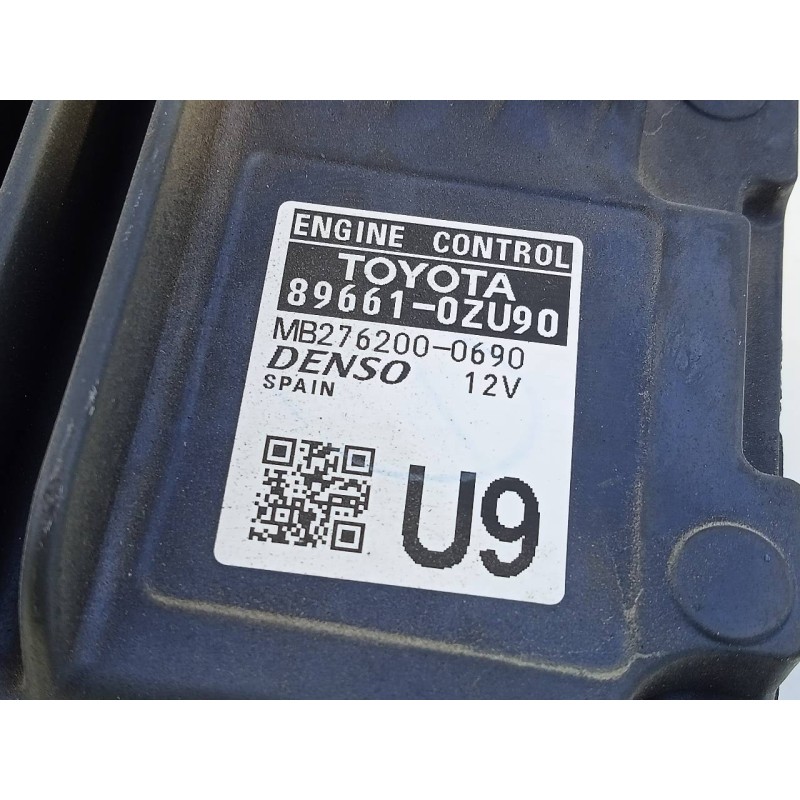 ENGINE CONTROL
TOYOTA
89661-0ZU90
MB276200-0690
DENSO 12V
SPAIN
U9